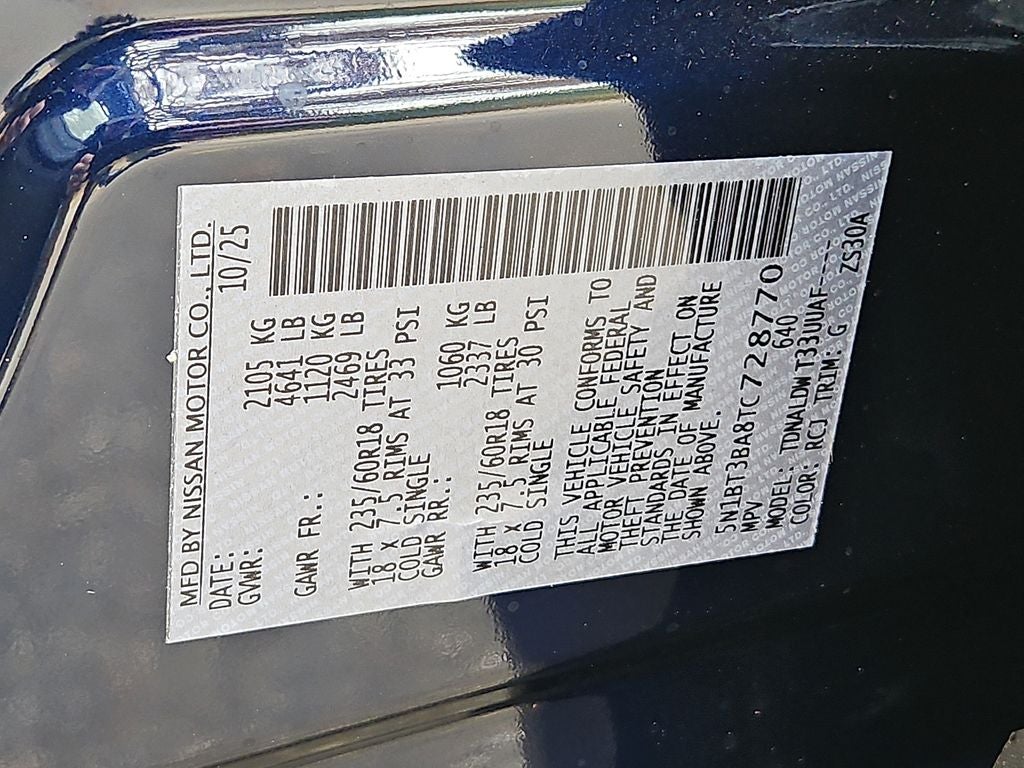 MFD BY NISSAN MOTOR CO., LTD.
DATE: 10/25
GVWR: 2105 KG
4641 LB
GAWR FR.: 1120 KG
2469 LB
WITH 235/60R18 TIRES
18 X 7.5 RIMS AT 33 PSI
COLD SINGLE
GAWR RR.: 1060 KG
2337 LB
WITH 235/60R18 TIRES
18 X 7.5 RIMS AT 30 PSI
COLD SINGLE
THIS VEHICLE CONFORMS TO
ALL APPLICABLE FEDERAL
MOTOR VEHICLE SAFETY AND
THEFT PREVENTION
STANDARDS IN EFFECT ON
THE DATE OF MANUFACTURE
SHOWN ABOVE.
5N1BT3BA8TC728770
MPV 640
MODEL: TDNALDW T33UUAF-----
COLOR: RCJ TRIM: G ZS30A